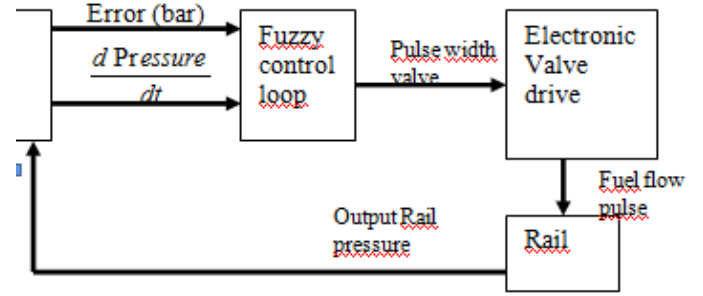 Error (bar)
d Pressure
dt
Fuzzy
control
loop
Pulse width
valve
Electronic
Valve
drive
Fuel flow
pulse
Rail
Output Rail
pressure